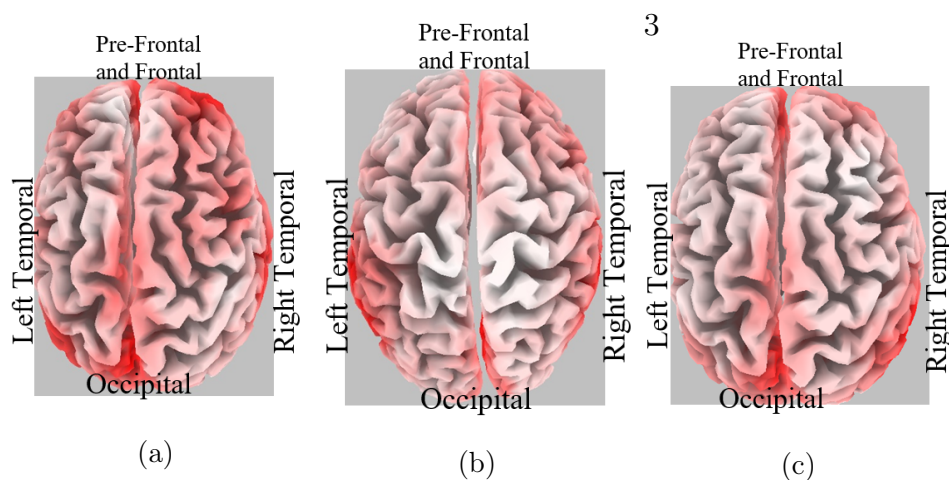 3
Pre-Frontal
and Frontal
Left Temporal
Right Temporal
Occipital
(a)
Pre-Frontal
and Frontal
Left Temporal
Right Temporal
Occipital
(b)
Pre-Frontal
and Frontal
Left Temporal
Right Temporal
Occipital
(c)